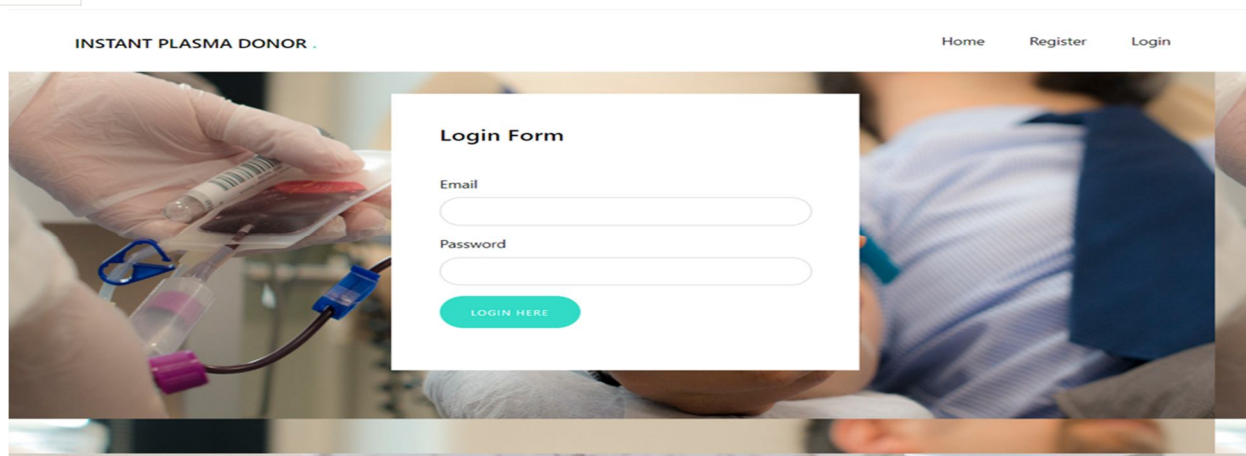 INSTANT PLASMA DONOR .
Home Register Login
Login Form
Email
Password
LOGIN HERE